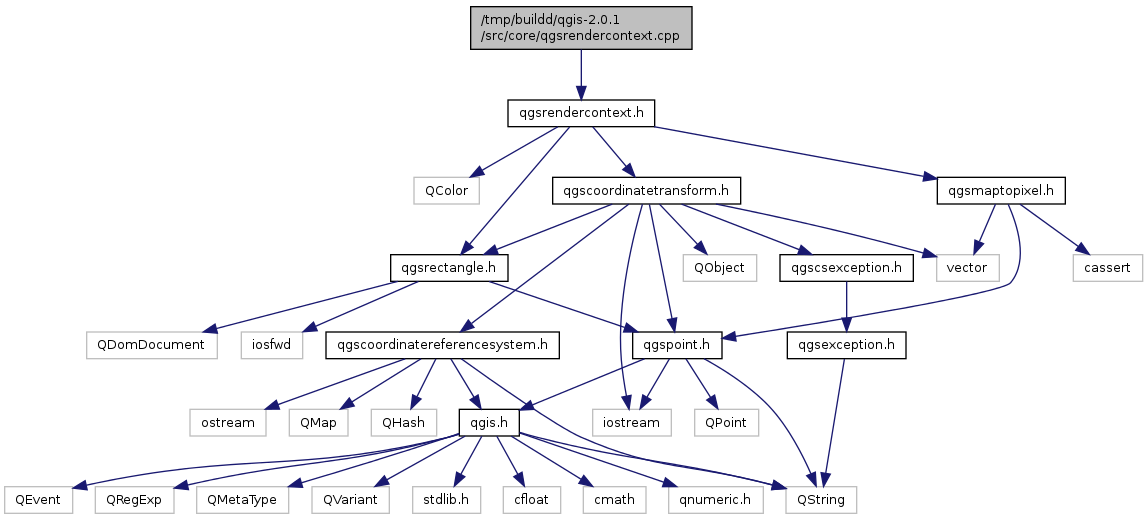 /tmp/buildd/qgis-2.0.1
/src/core/qgsrendercontext.cpp
qgsrendercontext.h
QColor
qgscoordinatetransform.h
qgsmaptopixel.h
qgsrectangle.h
QObject
qgscsexception.h
vector
cassert
QDomDocument
iosfwd
qgscoordinatereferencesystem.h
qgspoint.h
qgsexception.h
ostream
QMap
QHash
qgis.h
iostream
QPoint
QEvent
QRegExp
QMetaType
QVariant
stdlib.h
cfloat
cmath
qnumeric.h
QString